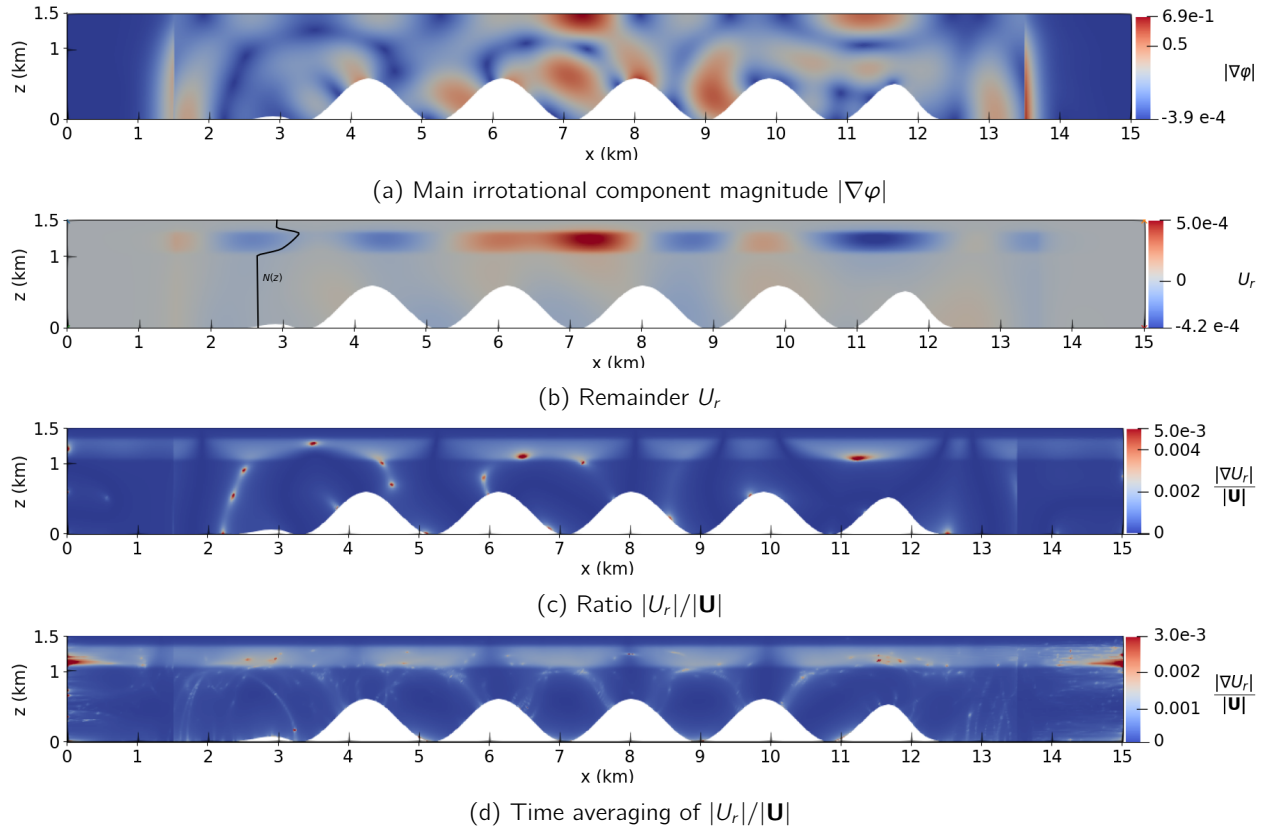 1.5
1
0
z (km)
0 1 2 3 4 5 6 7 8 9 10 11 12 13 14 15
x (km)
6.9e-1
0.5
-3.9 e-4
|∇φ|
(a) Main irrotational component magnitude |∇φ|
1.5
1
0
z (km)
N(z)
0 1 2 3 4 5 6 7 8 9 10 11 12 13 14 15
x (km)
5.0e-4
0
-4.2 e-4
U_r
(b) Remainder U_r
1.5
1
0
z (km)
0 1 2 3 4 5 6 7 8 9 10 11 12 13 14 15
x (km)
5.0e-3
0.004
0.002
0
|∇U_r|
|U|
(c) Ratio |U_r|/|U|
1.5
1
0
z (km)
0 1 2 3 4 5 6 7 8 9 10 11 12 13 14 15
x (km)
3.0e-3
0.002
0.001
0
|∇U_r|
|U|
(d) Time averaging of |U_r|/|U|